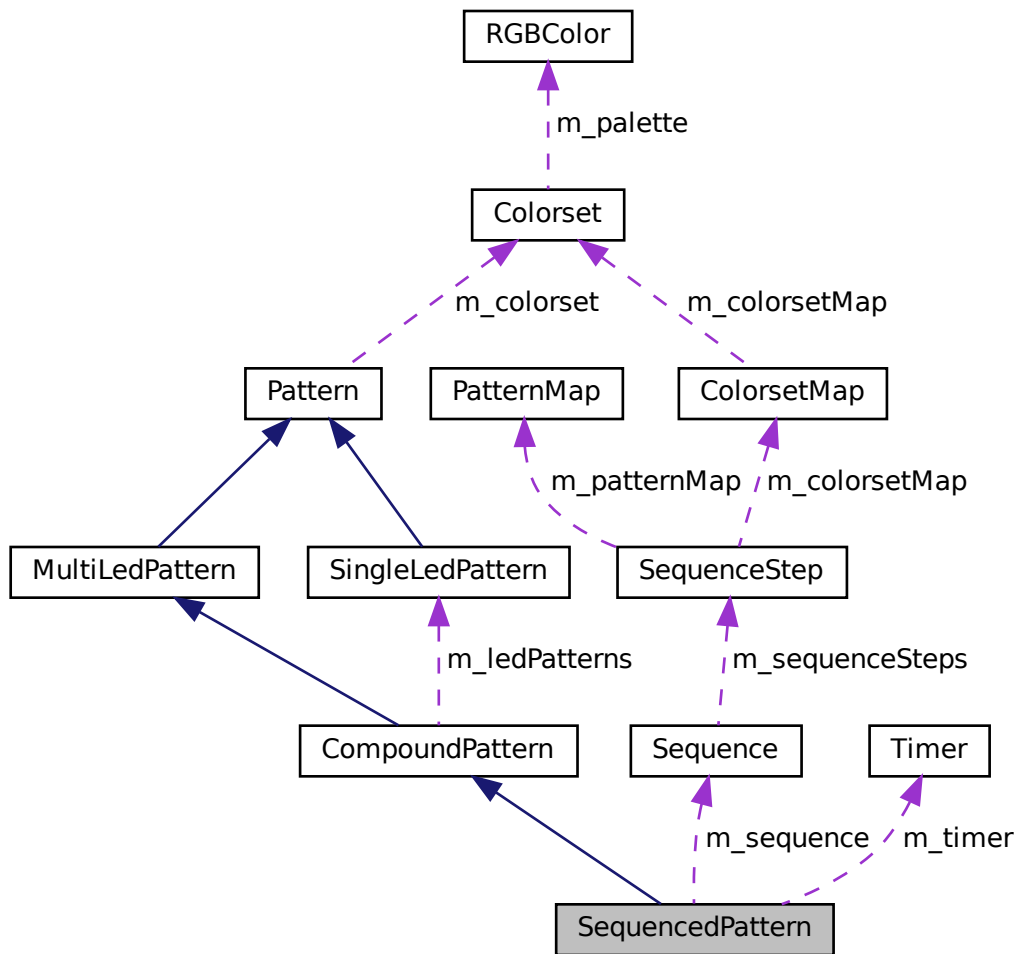 RGBColor
m_palette
Colorset
m_colorset
m_colorsetMap
Pattern
PatternMap
ColorsetMap
m_patternMap
m_colorsetMap
MultiLedPattern
SingleLedPattern
SequenceStep
m_ledPatterns
m_sequenceSteps
CompoundPattern
Sequence
Timer
m_sequence
m_timer
SequencedPattern